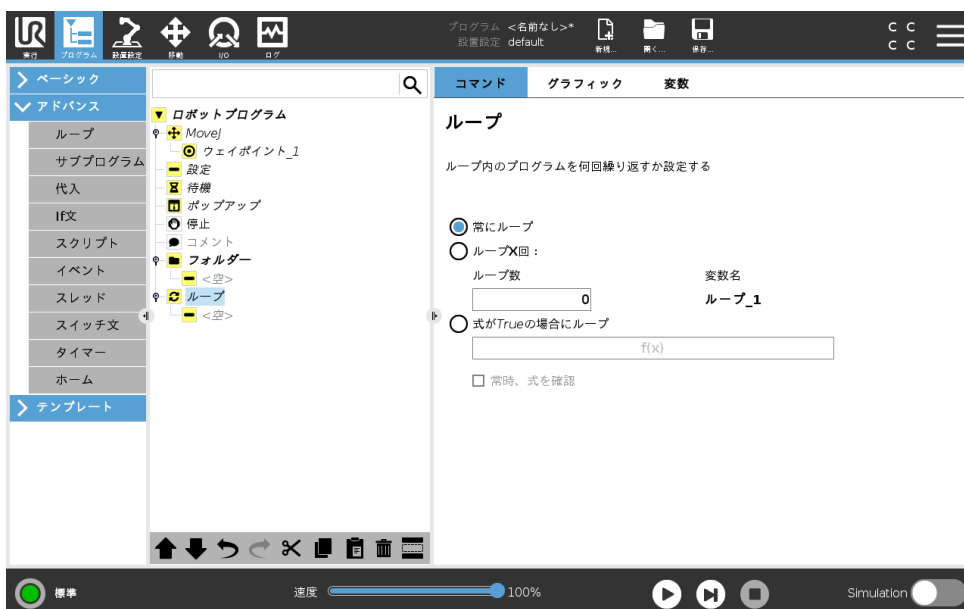 UR
実行
プログラム
設置設定
移動
I/O
ログ
プログラム <名前なし>*
設置設定 default
新規...
開く...
保存...
C C
C C
ベーシック
アドバンス
ループ
サブプログラム
代入
If文
スクリプト
イベント
スレッド
スイッチ文
タイマー
ホーム
テンプレート
ロボットプログラム
MoveJ
ウェイポイント_1
設定
待機
ポップアップ
停止
コメント
フォルダー
<空>
ループ
<空>
コマンド グラフィック 変数
ループ
ループ内のプログラムを何回繰り返すか設定する
常にループ
ループX回：
ループ数 変数名
0 ループ_1
式がTrueの場合にループ
f(x)
常時、式を確認
標準
速度 100%
Simulation